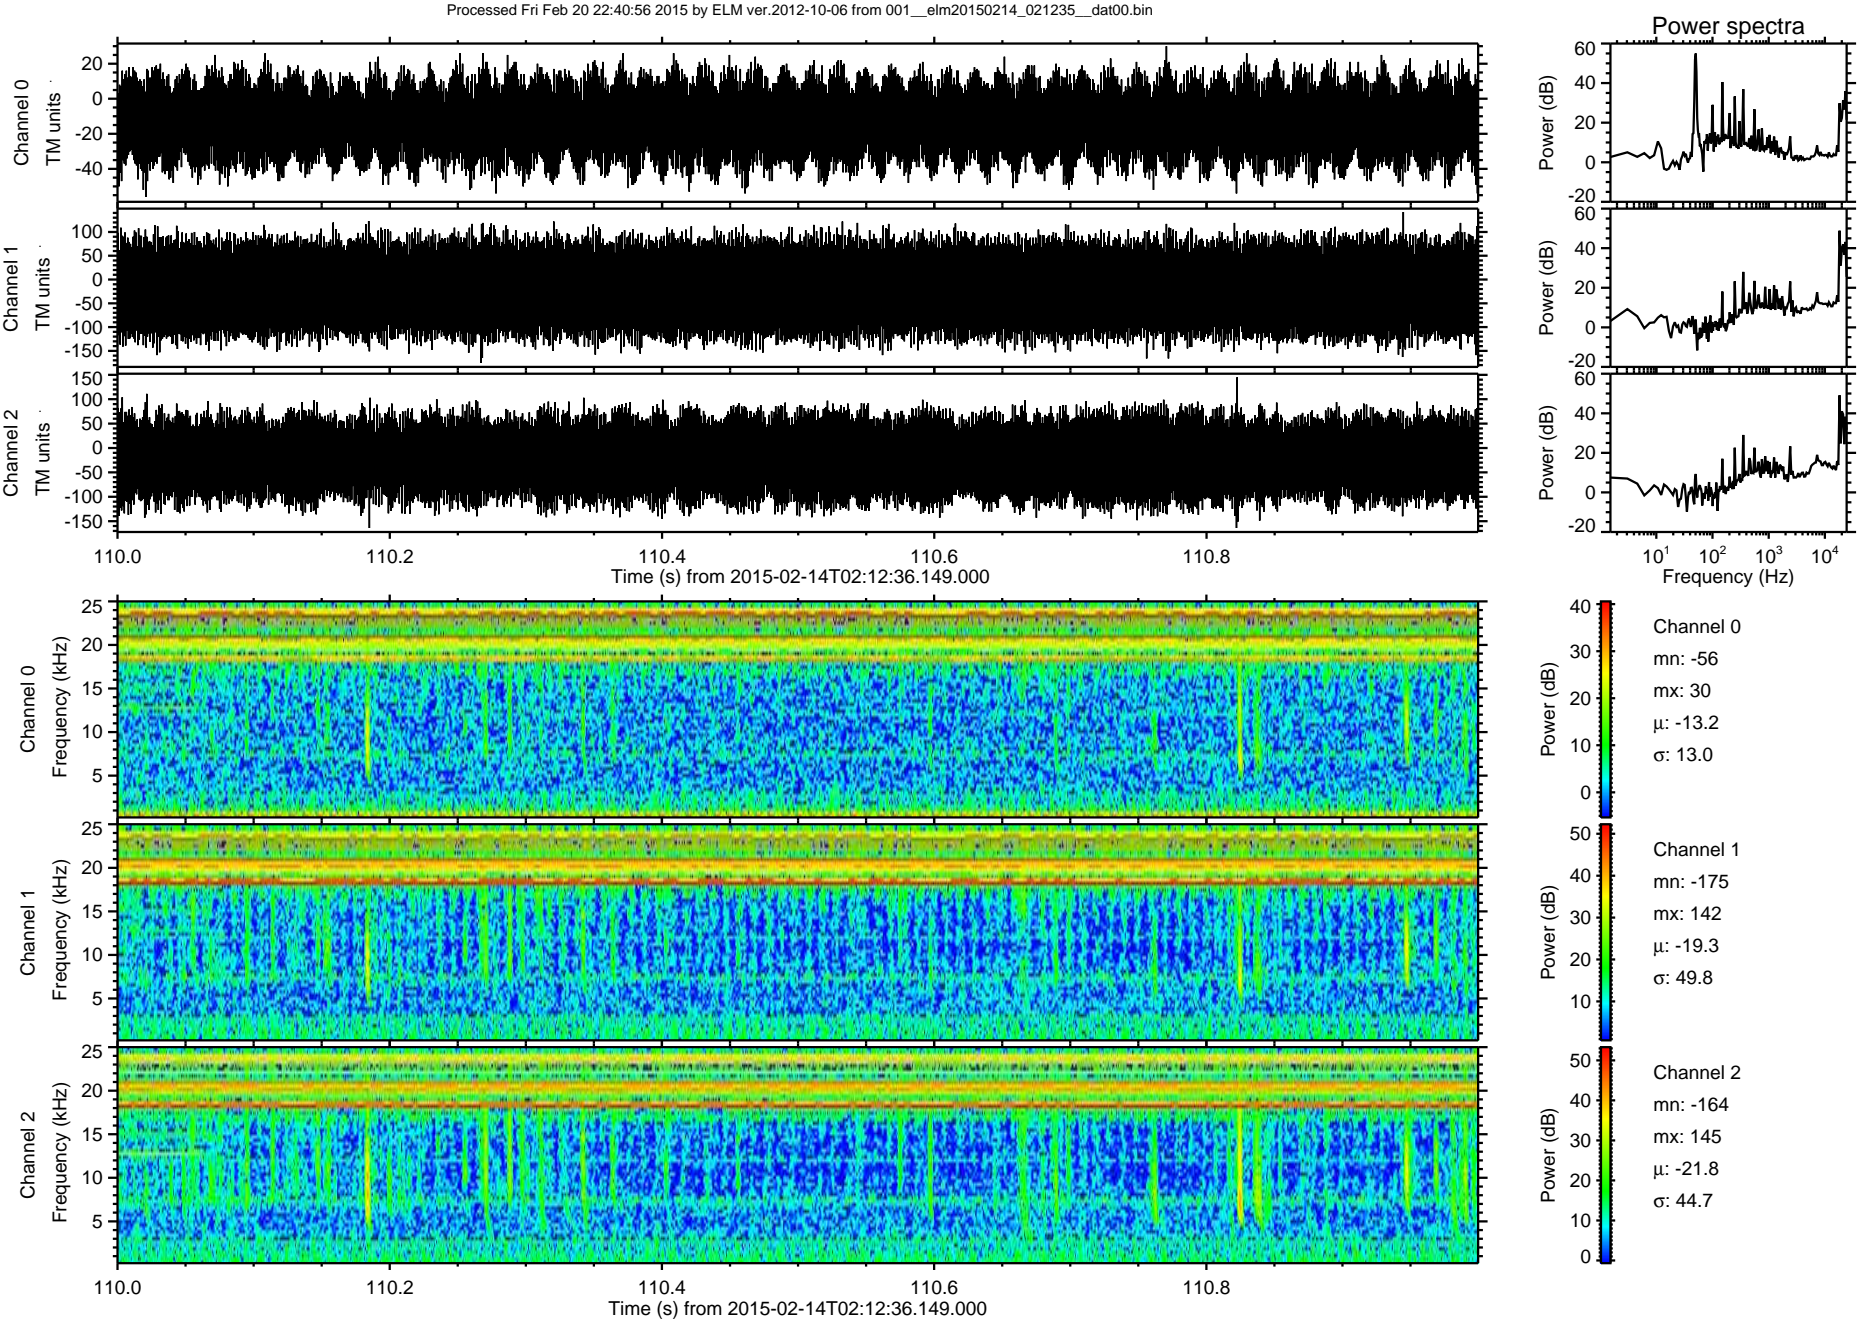 Processed Fri Feb 20 22:40:56 2015 by ELM ver.2012-10-06 from 001__elm20150214_021235__dat00.bin
Power spectra
Channel 0
TM units
20
0
-20
-40
Power (dB)
60
40
20
0
-20
Channel 1
TM units
100
50
0
-50
-100
-150
Power (dB)
60
40
20
0
-20
Channel 2
TM units
150
100
50
0
-50
-100
-150
Power (dB)
60
40
20
0
-20
110.0 110.2 110.4 110.6 110.8
Time (s) from 2015-02-14T02:12:36.149.000
10¹ 10² 10³ 10⁴
Frequency (Hz)
Channel 0
Frequency (kHz)
25
20
15
10
5
Power (dB)
40
30
20
10
0
Channel 0
mn: -56
mx: 30
μ: -13.2
σ: 13.0
Channel 1
Frequency (kHz)
25
20
15
10
5
Power (dB)
50
40
30
20
10
Channel 1
mn: -175
mx: 142
μ: -19.3
σ: 49.8
Channel 2
Frequency (kHz)
25
20
15
10
5
Power (dB)
50
40
30
20
10
0
Channel 2
mn: -164
mx: 145
μ: -21.8
σ: 44.7
110.0 110.2 110.4 110.6 110.8
Time (s) from 2015-02-14T02:12:36.149.000